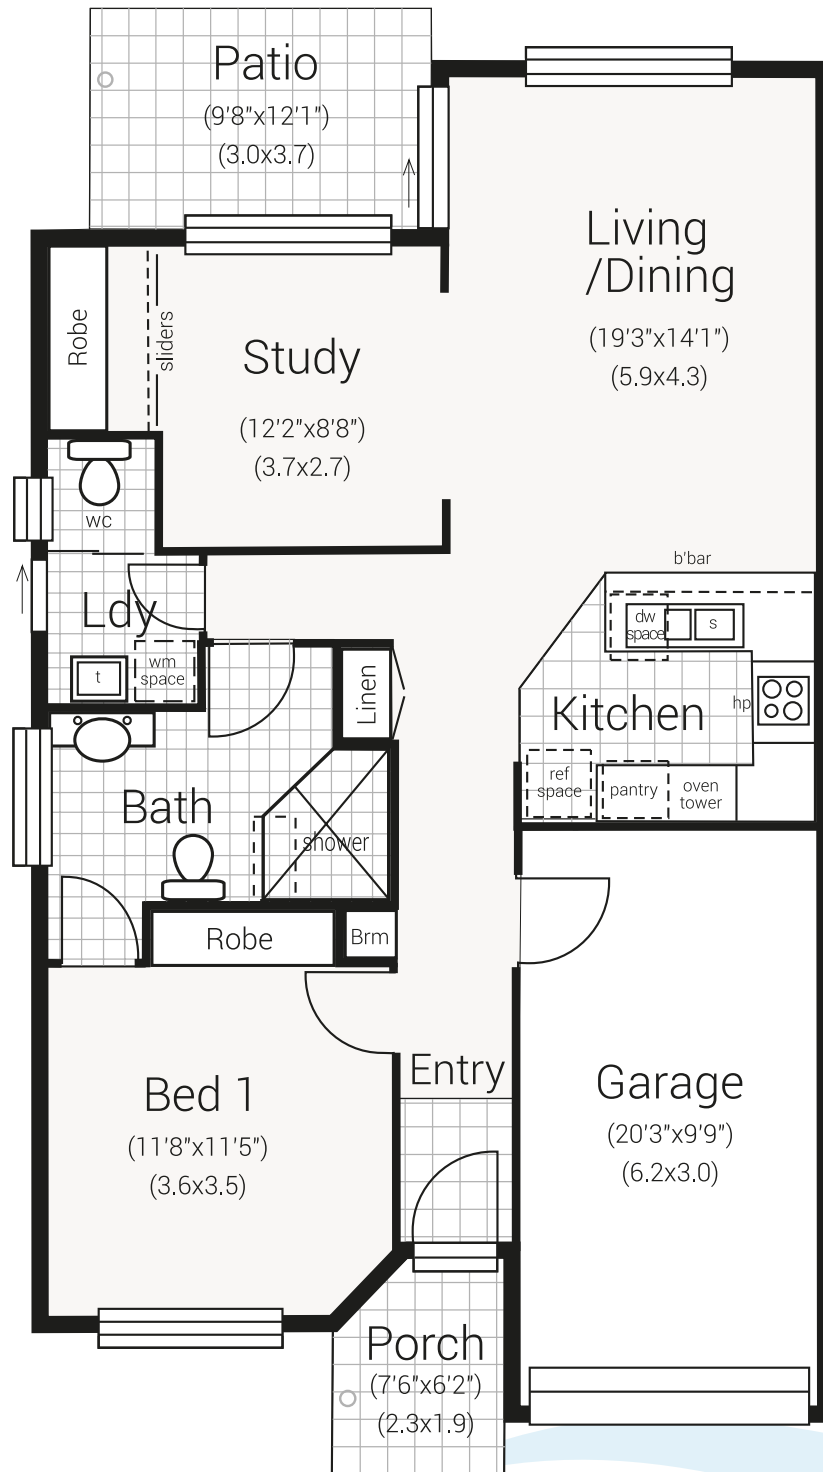 Patio
(9'8"x12'1")
(3.0x3.7)
Living
/Dining
(19'3"x14'1")
(5.9x4.3)
Robe
sliders
Study
(12'2"x8'8")
(3.7x2.7)
wc
b'bar
Ldy
dw
space
s
t
wm
space
Linen
Kitchen
hp
ref
space
pantry
oven
tower
Bath
shower
Robe
Brm
Entry
Bed 1
(11'8"x11'5")
(3.6x3.5)
Garage
(20'3"x9'9")
(6.2x3.0)
Porch
(7'6"x6'2")
(2.3x1.9)